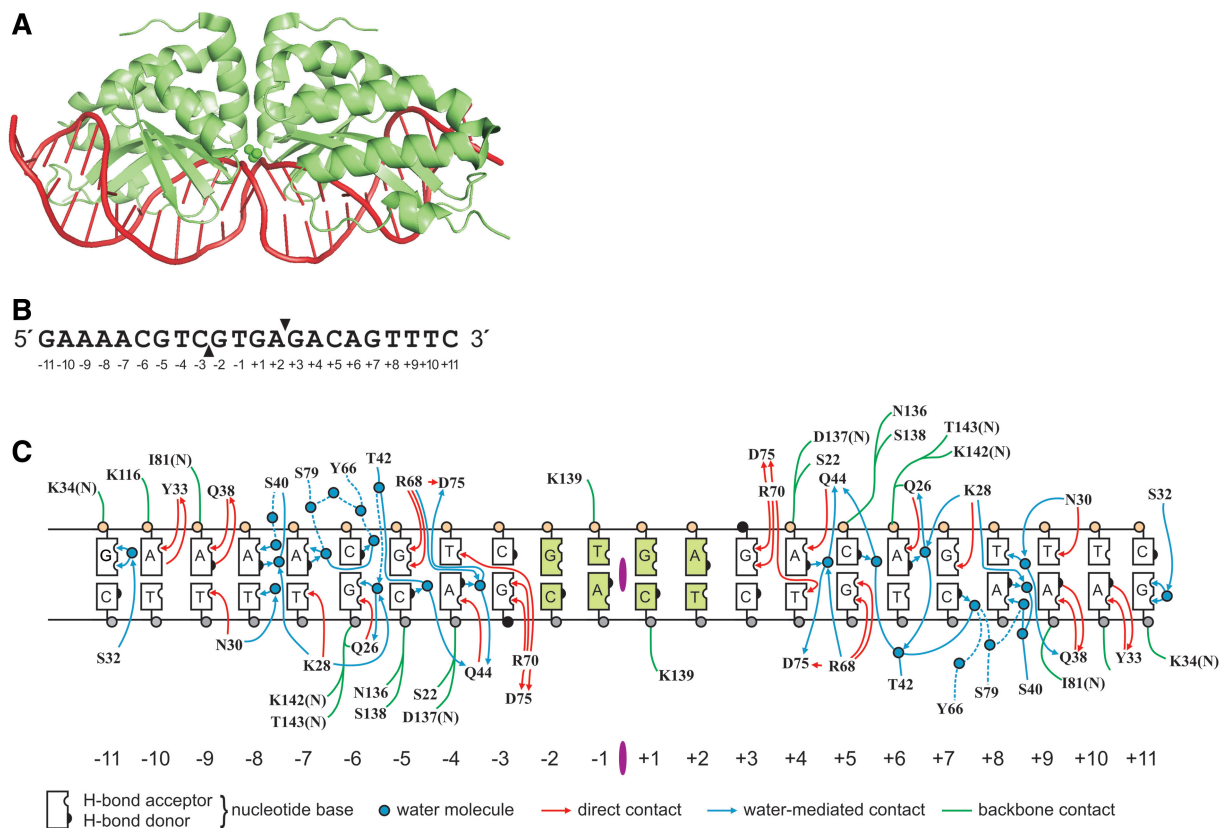 A
B
5´ GAAAACGTCGTGAGACAGTTTC 3´
-11 -10 -9 -8 -7 -6 -5 -4 -3 -2 -1 +1 +2 +3 +4 +5 +6 +7 +8 +9 +10 +11
C
K34(N) K116 I81(N) Y33 Q38 S40 S79 Y66 T42 R68 D75 K139 D75 R70 D137(N) S22 Q44 N136 S138 T143(N) K142(N) Q26 K28 N30 S32
G A A A A C G T C G T G A G A C A G T T T C
C T T T T G C A G C A C T C T G T C A A A G
S32 N30 K28 Q26 K142(N) T143(N) N136 S138 S22 D137(N) Q44 R70 D75 K139 D75 R68 T42 Y66 S79 S40 I81(N) Q38 Y33 K34(N)
-11 -10 -9 -8 -7 -6 -5 -4 -3 -2 -1 +1 +2 +3 +4 +5 +6 +7 +8 +9 +10 +11
H-bond acceptor
H-bond donor
nucleotide base water molecule direct contact water-mediated contact backbone contact